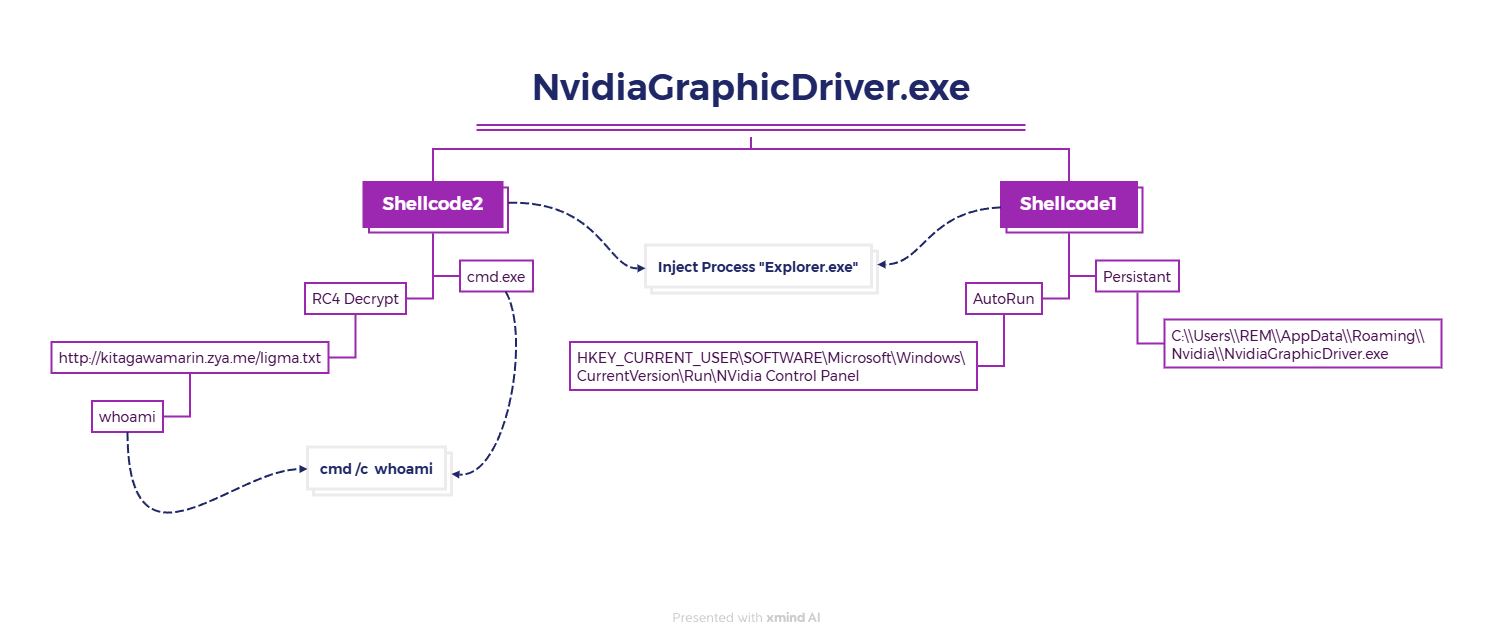 NvidiaGraphicDriver.exe
Shellcode2
Shellcode1
Inject Process "Explorer.exe"
cmd.exe
RC4 Decrypt
http://kitagawamarin.zya.me/ligma.txt
whoami
cmd /c  whoami
Persistant
AutoRun
C:\\Users\\REM\\AppData\\Roaming\\
Nvidia\\NvidiaGraphicDriver.exe
HKEY_CURRENT_USER\SOFTWARE\Microsoft\Windows\
CurrentVersion\Run\NVidia Control Panel
Presented with xmind AI